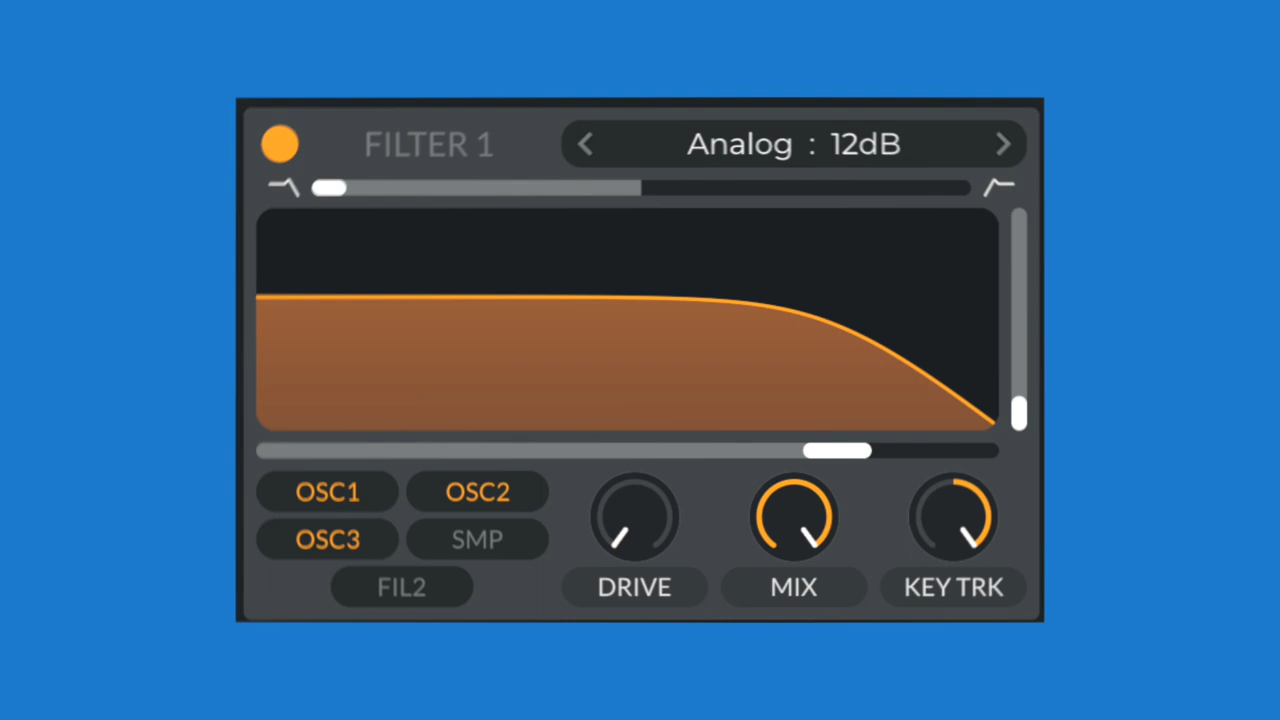 FILTER 1
Analog : 12dB
OSC1 OSC2
OSC3 SMP
FIL2
DRIVE MIX KEY TRK